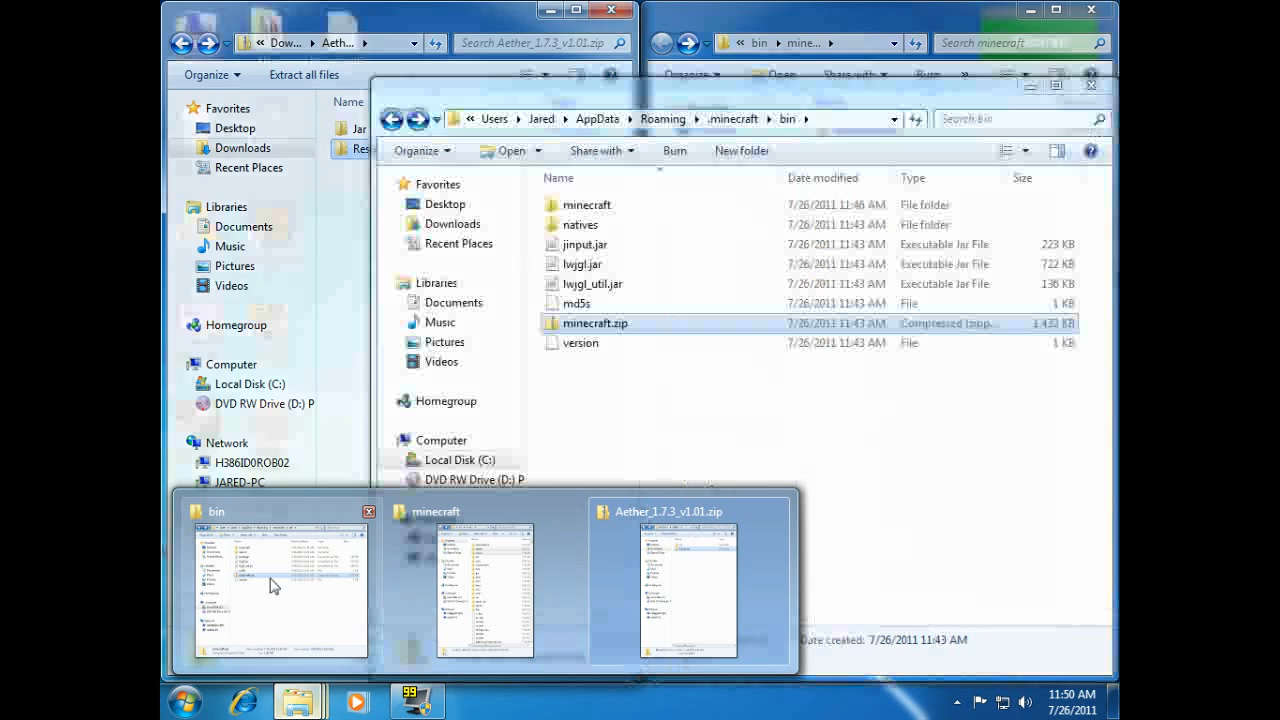 « Dow... Aeth...
Search Aether_1.7.3_v1.01.zip
« bin mine...
Search minecraft
Organize Extract all files
Organize Open Share with Burn »
Favorites
Desktop
Downloads
Recent Places
Libraries
Documents
Music
Pictures
Videos
Homegroup
Computer
Local Disk (C:)
DVD RW Drive (D:) P
Network
H386ID0ROB02
JARED-PC
Name
Jar
Res
« Users Jared AppData Roaming .minecraft bin
Search bin
Organize Open Share with Burn New folder
Favorites
Desktop
Downloads
Recent Places
Libraries
Documents
Music
Pictures
Videos
Homegroup
Computer
Local Disk (C:)
DVD RW Drive (D:) P
Name Date modified Type Size
minecraft 7/26/2011 11:46 AM File folder
natives 7/26/2011 11:43 AM File folder
jinput.jar 7/26/2011 11:43 AM Executable Jar File 223 KB
lwjgl.jar 7/26/2011 11:43 AM Executable Jar File 722 KB
lwjgl_util.jar 7/26/2011 11:43 AM Executable Jar File 136 KB
md5s 7/26/2011 11:43 AM File 1 KB
minecraft.zip 7/26/2011 11:43 AM Compressed (zipp... 1,432 KB
version 7/26/2011 11:43 AM File 1 KB
Date created: 7/26/2011 11:43 AM
bin
minecraft
Aether_1.7.3_v1.01.zip
99
11:50 AM
7/26/2011